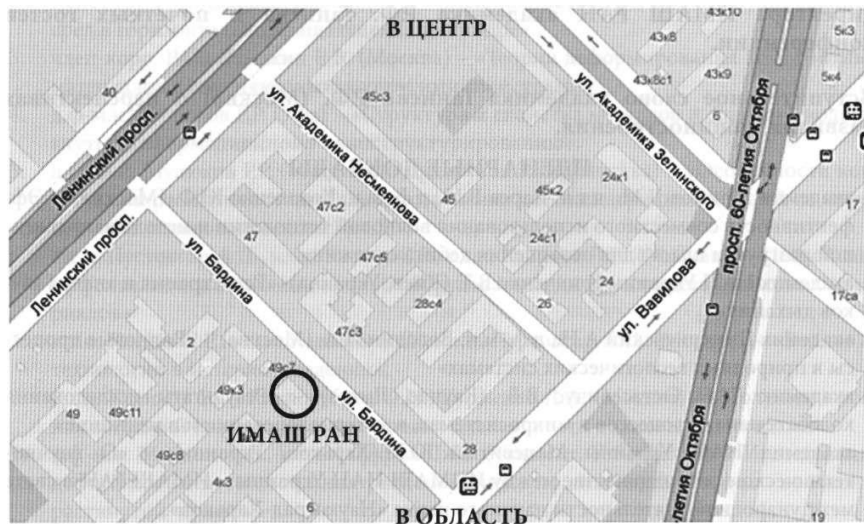 В ЦЕНТР
43к10
5к3
43к8
40
45с3
43к8с1
43к9
5к4
6
Ленинский просп.
ул. Академика Несмеянова
ул. Академика Зелинского
просп. 60-летия Октября
24к1
47с2
45
45к2
17
47
24с1
Ленинский просп.
ул. Бардина
47с5
24
ул. Вавилова
17са
28с4
26
47с3
2
49с7
49к3
49
49с11
ИМАШ РАН
ул. Бардина
28
49с8
4к3
6
В ОБЛАСТЬ
-летия Октября
19